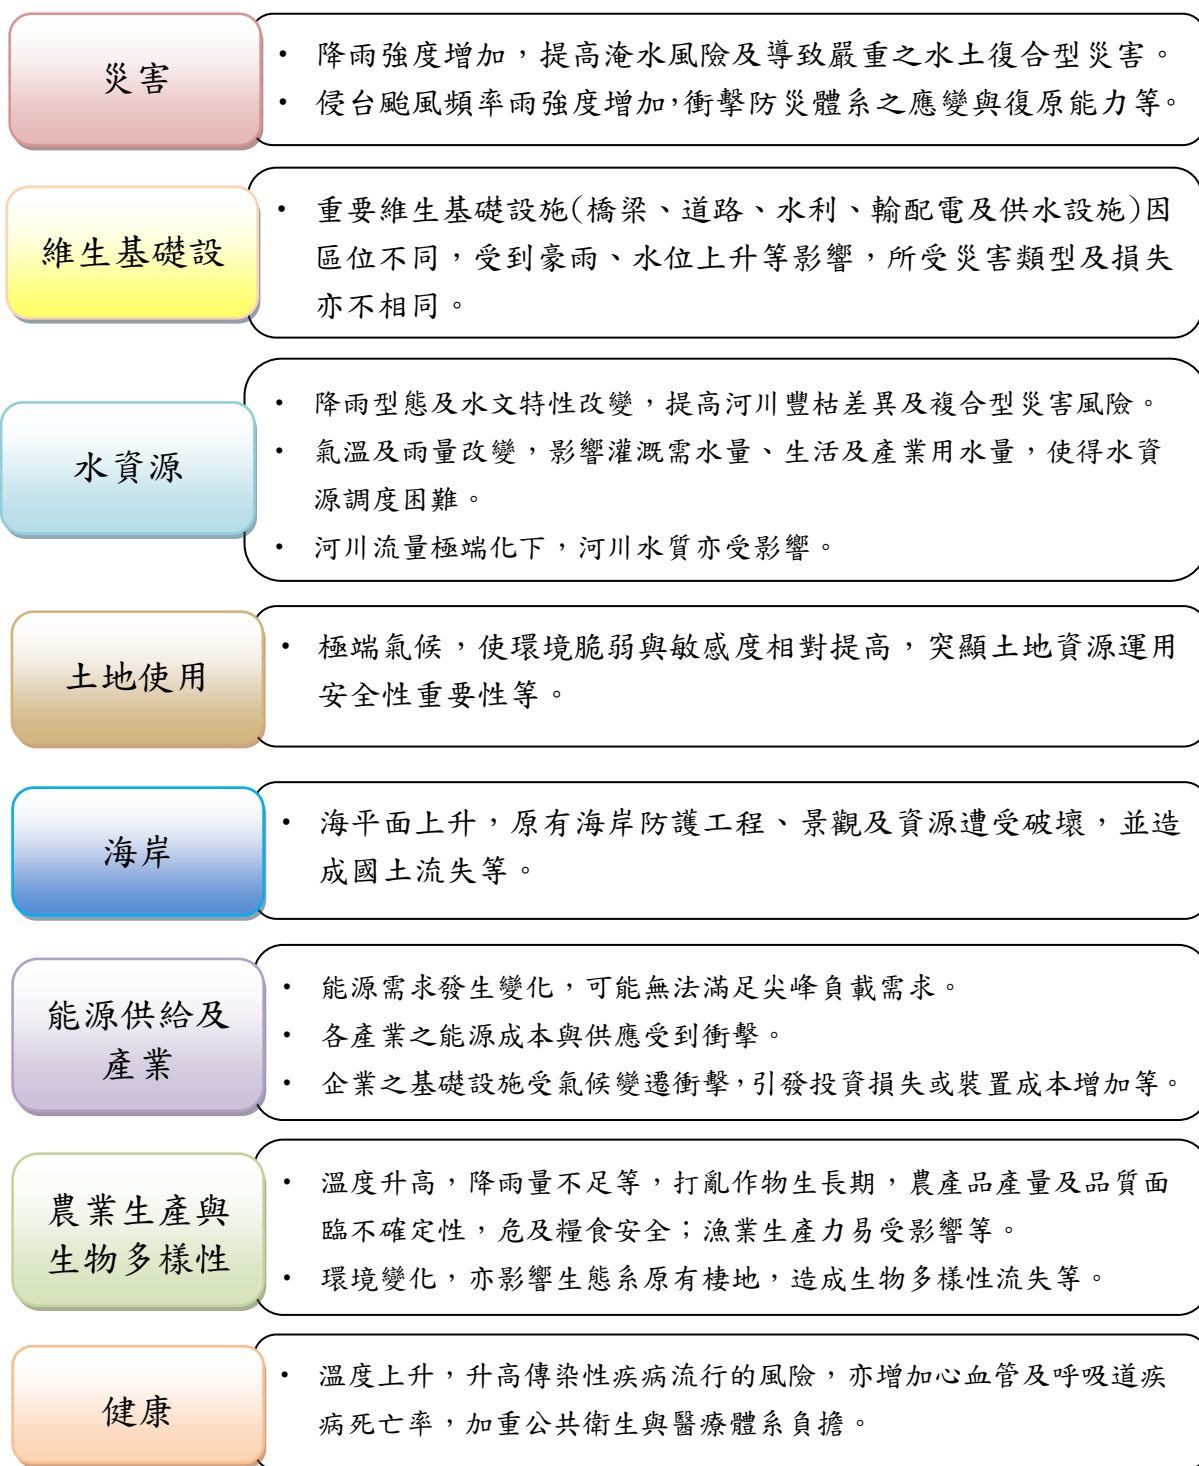 災害
• 降雨強度增加，提高淹水風險及導致嚴重之水土復合型災害。
• 侵台颱風頻率雨強度增加，衝擊防災體系之應變與復原能力等。
維生基礎設
• 重要維生基礎設施(橋梁、道路、水利、輸配電及供水設施)因
區位不同，受到豪雨、水位上升等影響，所受災害類型及損失
亦不相同。
水資源
• 降雨型態及水文特性改變，提高河川豐枯差異及複合型災害風險。
• 氣溫及雨量改變，影響灌溉需水量、生活及產業用水量，使得水資
源調度困難。
• 河川流量極端化下，河川水質亦受影響。
土地使用
• 極端氣候，使環境脆弱與敏感度相對提高，突顯土地資源運用
安全性重要性等。
海岸
• 海平面上升，原有海岸防護工程、景觀及資源遭受破壞，並造
成國土流失等。
能源供給及
產業
• 能源需求發生變化，可能無法滿足尖峰負載需求。
• 各產業之能源成本與供應受到衝擊。
• 企業之基礎設施受氣候變遷衝擊，引發投資損失或裝置成本增加等。
農業生產與
生物多樣性
• 溫度升高，降雨量不足等，打亂作物生長期，農產品產量及品質面
臨不確定性，危及糧食安全；漁業生產力易受影響等。
• 環境變化，亦影響生態系原有棲地，造成生物多樣性流失等。
健康
• 溫度上升，升高傳染性疾病流行的風險，亦增加心血管及呼吸道疾
病死亡率，加重公共衛生與醫療體系負擔。